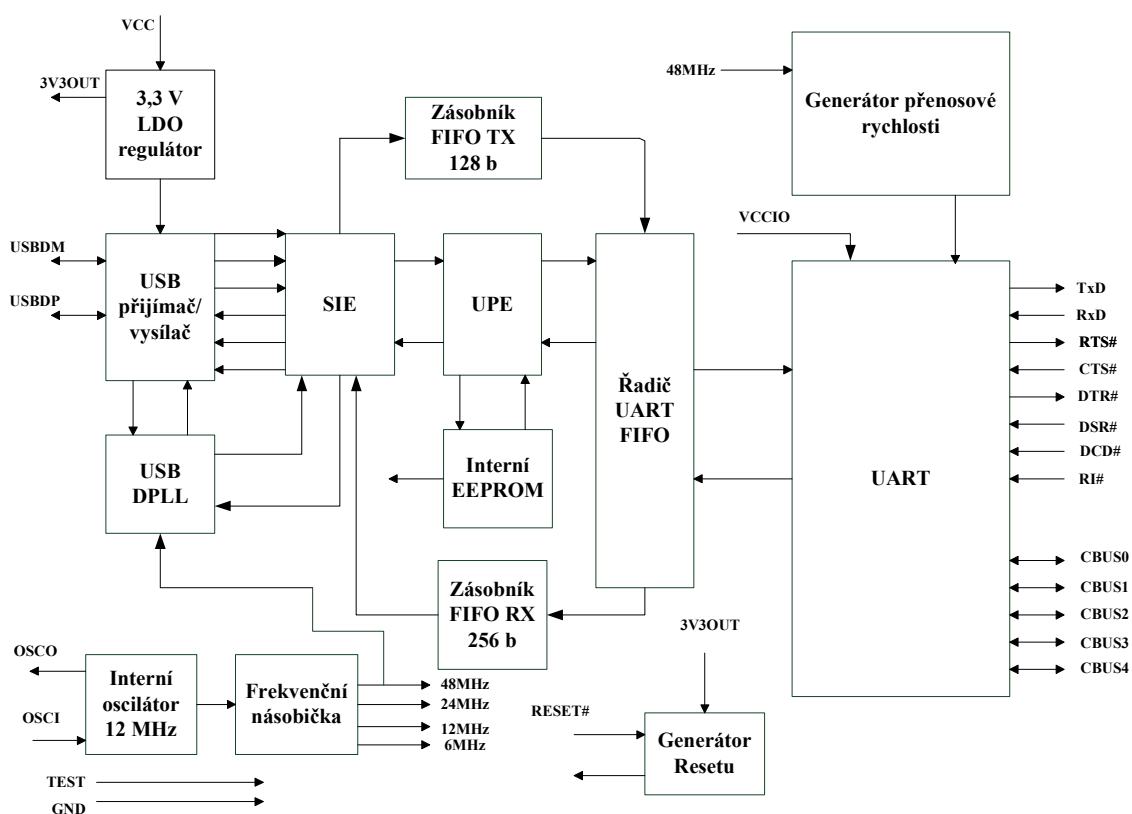 VCC
3V3OUT
3,3 V
LDO
regulátor
Zásobník
FIFO TX
128 b
48MHz
Generátor přenosové
rychlosti
VCCIO
USBDM
USBDP
USB
přijímač/
vysílač
SIE
UPE
Řadič
UART
FIFO
UART
TxD
RxD
RTS#
CTS#
DTR#
DSR#
DCD#
RI#
CBUS0
CBUS1
CBUS2
CBUS3
CBUS4
USB
DPLL
Interní
EEPROM
Zásobník
FIFO RX
256 b
OSCO
OSCI
Interní
oscilátor
12 MHz
Frekvenční
násobička
48MHz
24MHz
12MHz
6MHz
3V3OUT
RESET#
Generátor
Resetu
TEST
GND